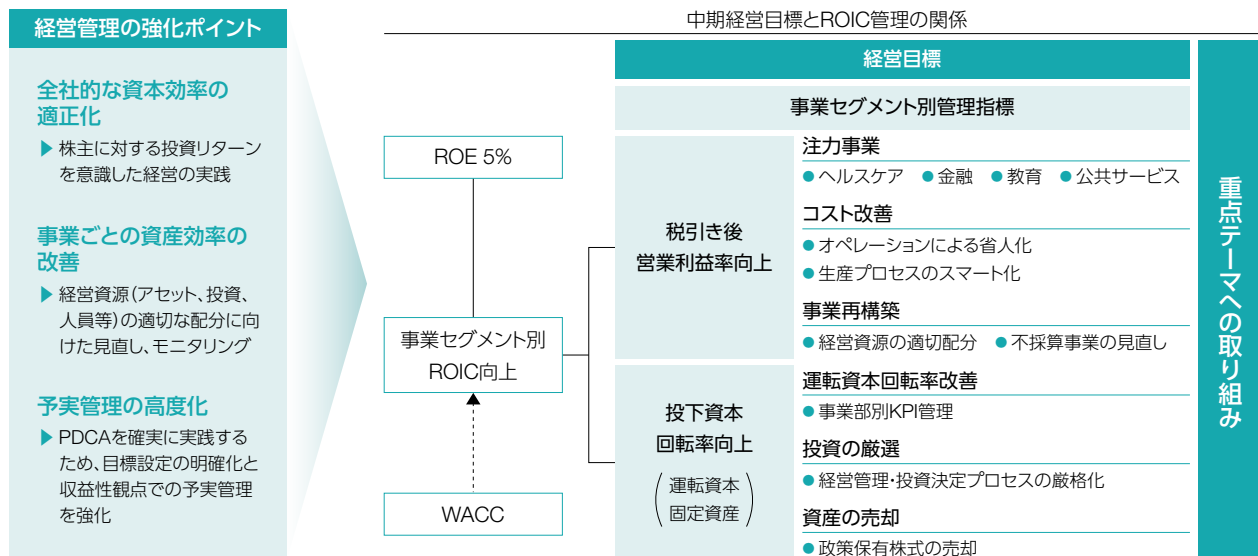 経営管理の強化ポイント
全社的な資本効率の
適正化
▶ 株主に対する投資リターン
を意識した経営の実践
事業ごとの資産効率の
改善
▶ 経営資源(アセット、投資、
人員等)の適切な配分に向
けた見直し、モニタリング
予実管理の高度化
▶ PDCAを確実に実践する
ため、目標設定の明確化と
収益性観点での予実管理
を強化
中期経営目標とROIC管理の関係
ROE 5%
事業セグメント別
ROIC向上
WACC
経営目標
事業セグメント別管理指標
税引き後
営業利益率向上
注力事業
● ヘルスケア ● 金融 ● 教育 ● 公共サービス
コスト改善
● オペレーションによる省人化
● 生産プロセスのスマート化
事業再構築
● 経営資源の適切配分 ● 不採算事業の見直し
投下資本
回転率向上
(運転資本
固定資産)
運転資本回転率改善
● 事業部別KPI管理
投資の厳選
● 経営管理・投資決定プロセスの厳格化
資産の売却
● 政策保有株式の売却
重点テーマへの取り組み